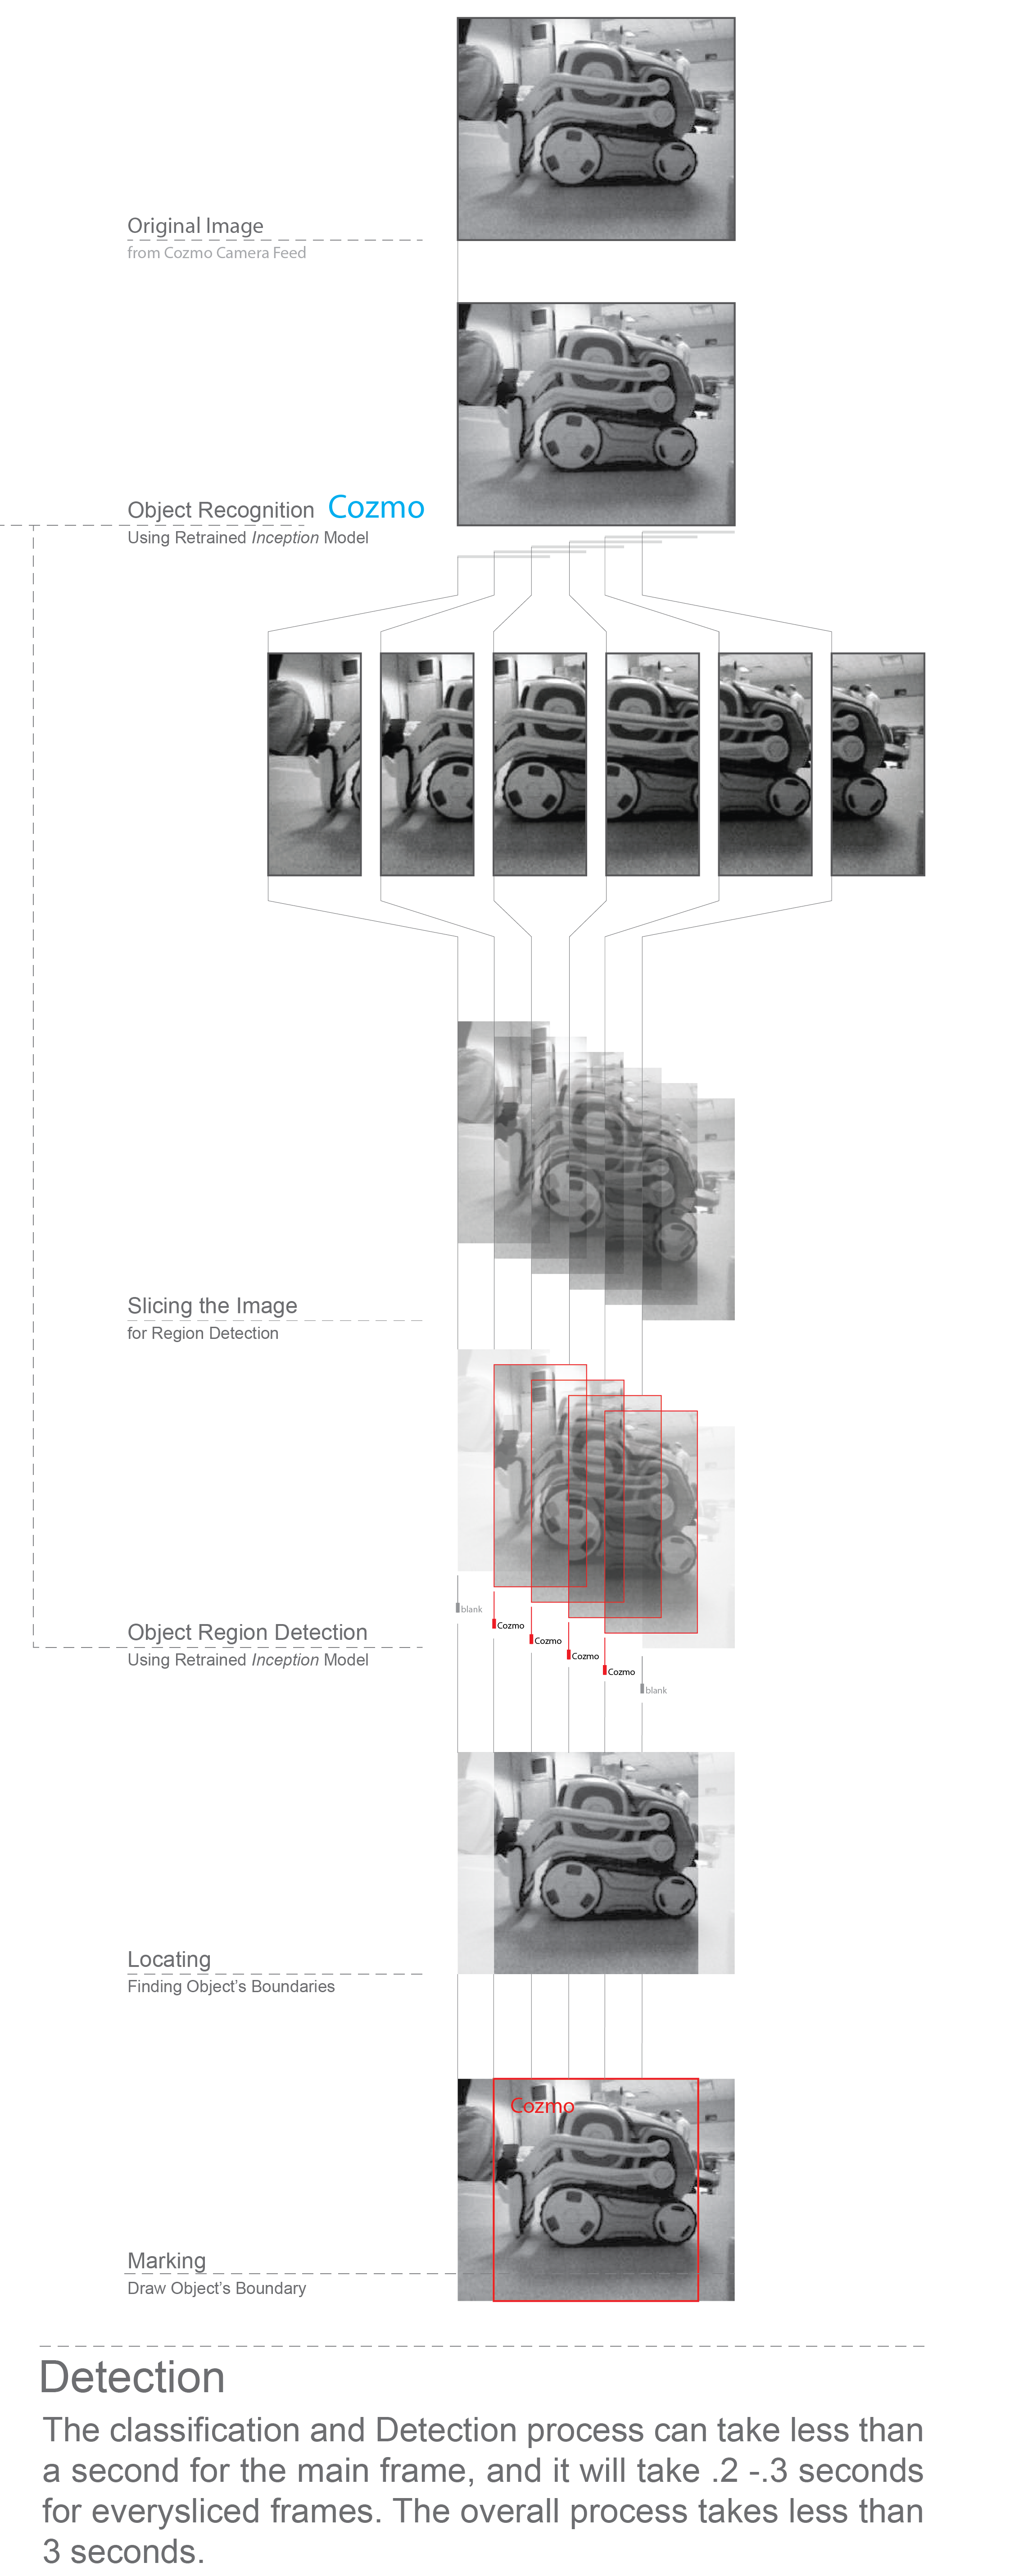 Original Image
from Cozmo Camera Feed
Object Recognition Cozmo
Using Retrained Inception Model
Slicing the Image
for Region Detection
blank
Cozmo
Cozmo
Cozmo
Cozmo
blank
Object Region Detection
Using Retrained Inception Model
Locating
Finding Object's Boundaries
Cozmo
Marking
Draw Object's Boundary
Detection
The classification and Detection process can take less than
a second for the main frame, and it will take .2 -.3 seconds
for everysliced frames. The overall process takes less than
3 seconds.